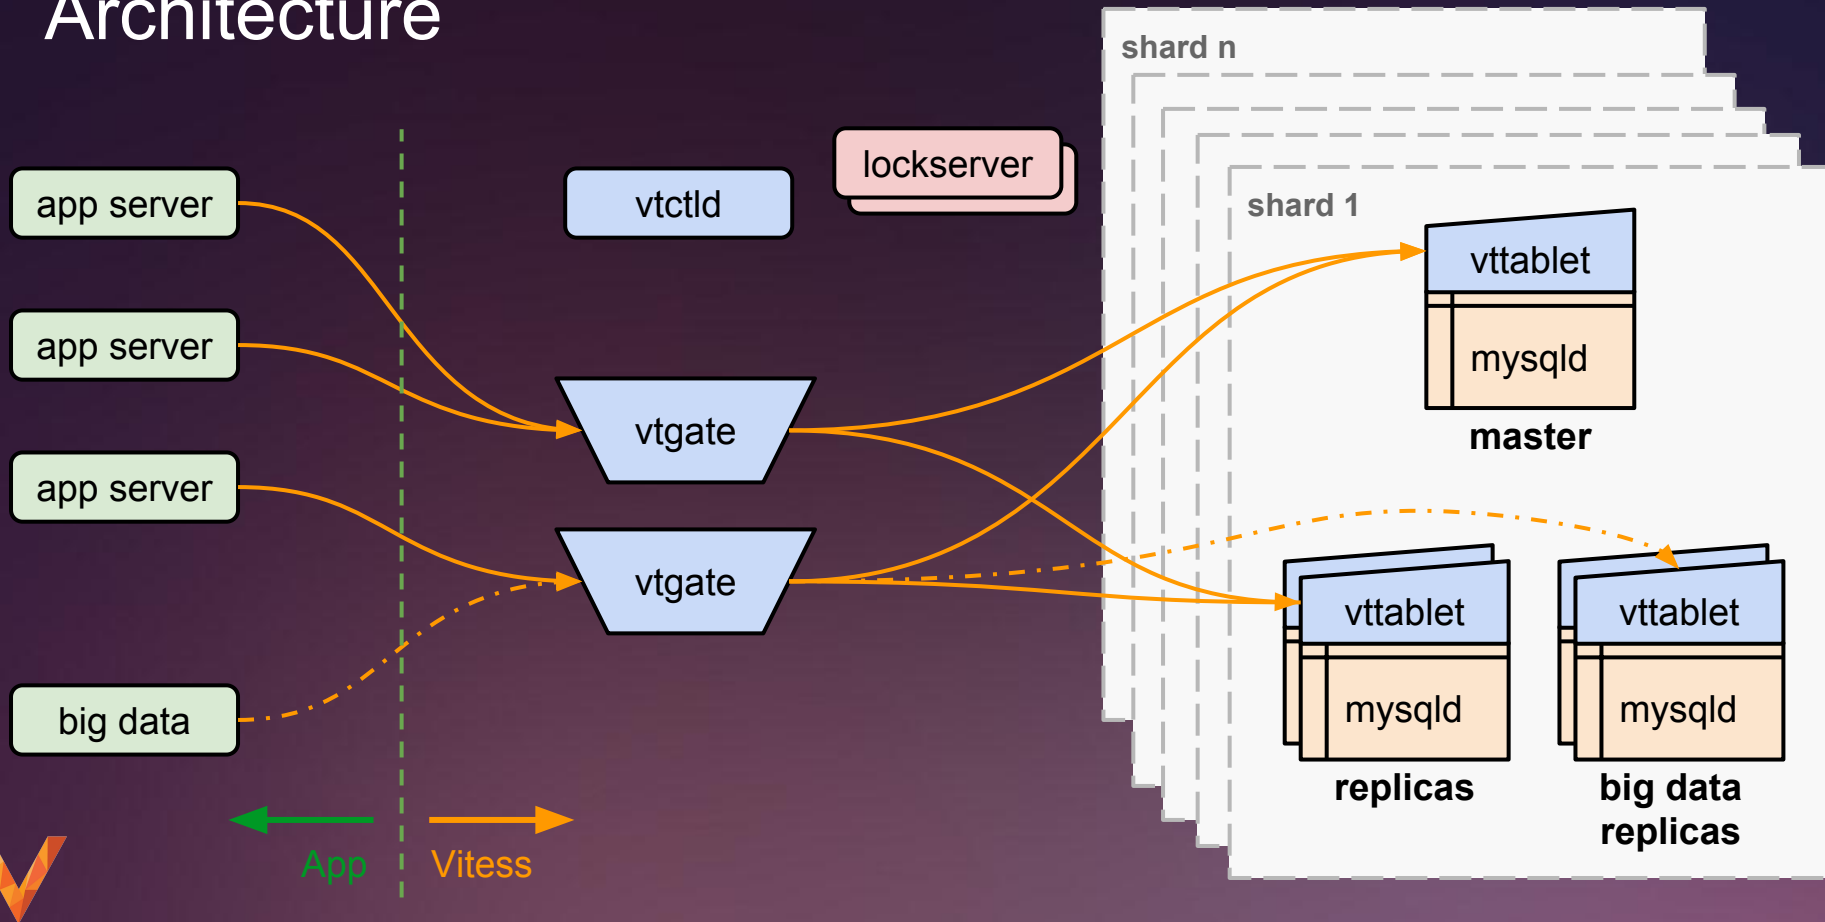 Architecture
shard n
lockserver
app server
vtctld
shard 1
vttablet
app server
mysqld
vtgate
master
app server
vtgate
vttablet
vttablet
big data
mysqld
mysqld
replicas
big data
replicas
App
Vitess